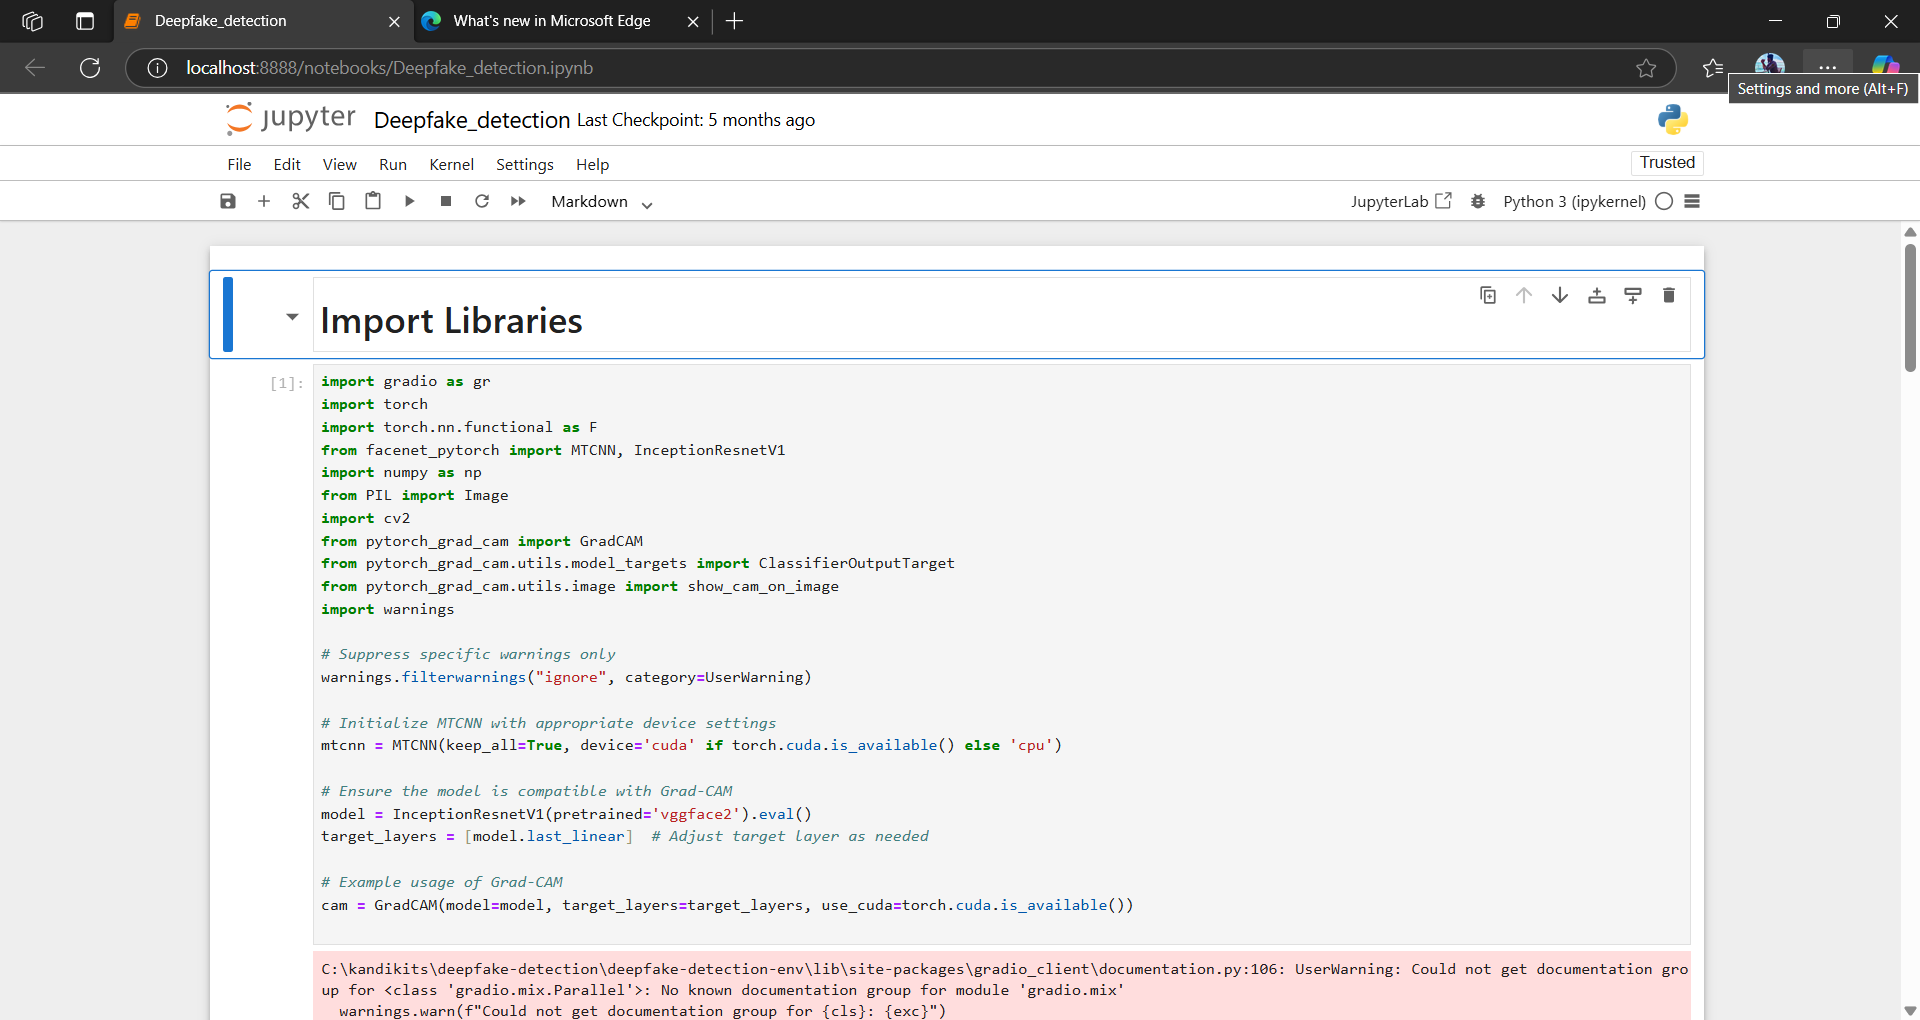 Deepfake_detection
What's new in Microsoft Edge
localhost:8888/notebooks/Deepfake_detection.ipynb
Settings and more (Alt+F)
jupyter Deepfake_detection Last Checkpoint: 5 months ago
File Edit View Run Kernel Settings Help
Trusted
Markdown
JupyterLab
Python 3 (ipykernel)
Import Libraries
[1]:
import gradio as gr
import torch
import torch.nn.functional as F
from facenet_pytorch import MTCNN, InceptionResnetV1
import numpy as np
from PIL import Image
import cv2
from pytorch_grad_cam import GradCAM
from pytorch_grad_cam.utils.model_targets import ClassifierOutputTarget
from pytorch_grad_cam.utils.image import show_cam_on_image
import warnings
# Suppress specific warnings only
warnings.filterwarnings("ignore", category=UserWarning)
# Initialize MTCNN with appropriate device settings
mtcnn = MTCNN(keep_all=True, device='cuda' if torch.cuda.is_available() else 'cpu')
# Ensure the model is compatible with Grad-CAM
model = InceptionResnetV1(pretrained='vggface2').eval()
target_layers = [model.last_linear]  # Adjust target layer as needed
# Example usage of Grad-CAM
cam = GradCAM(model=model, target_layers=target_layers, use_cuda=torch.cuda.is_available())
C:\kandikits\deepfake-detection\deepfake-detection-env\lib\site-packages\gradio_client\documentation.py:106: UserWarning: Could not get documentation gro
up for <class 'gradio.mix.Parallel'>: No known documentation group for module 'gradio.mix'
  warnings.warn(f"Could not get documentation group for {cls}: {exc}")